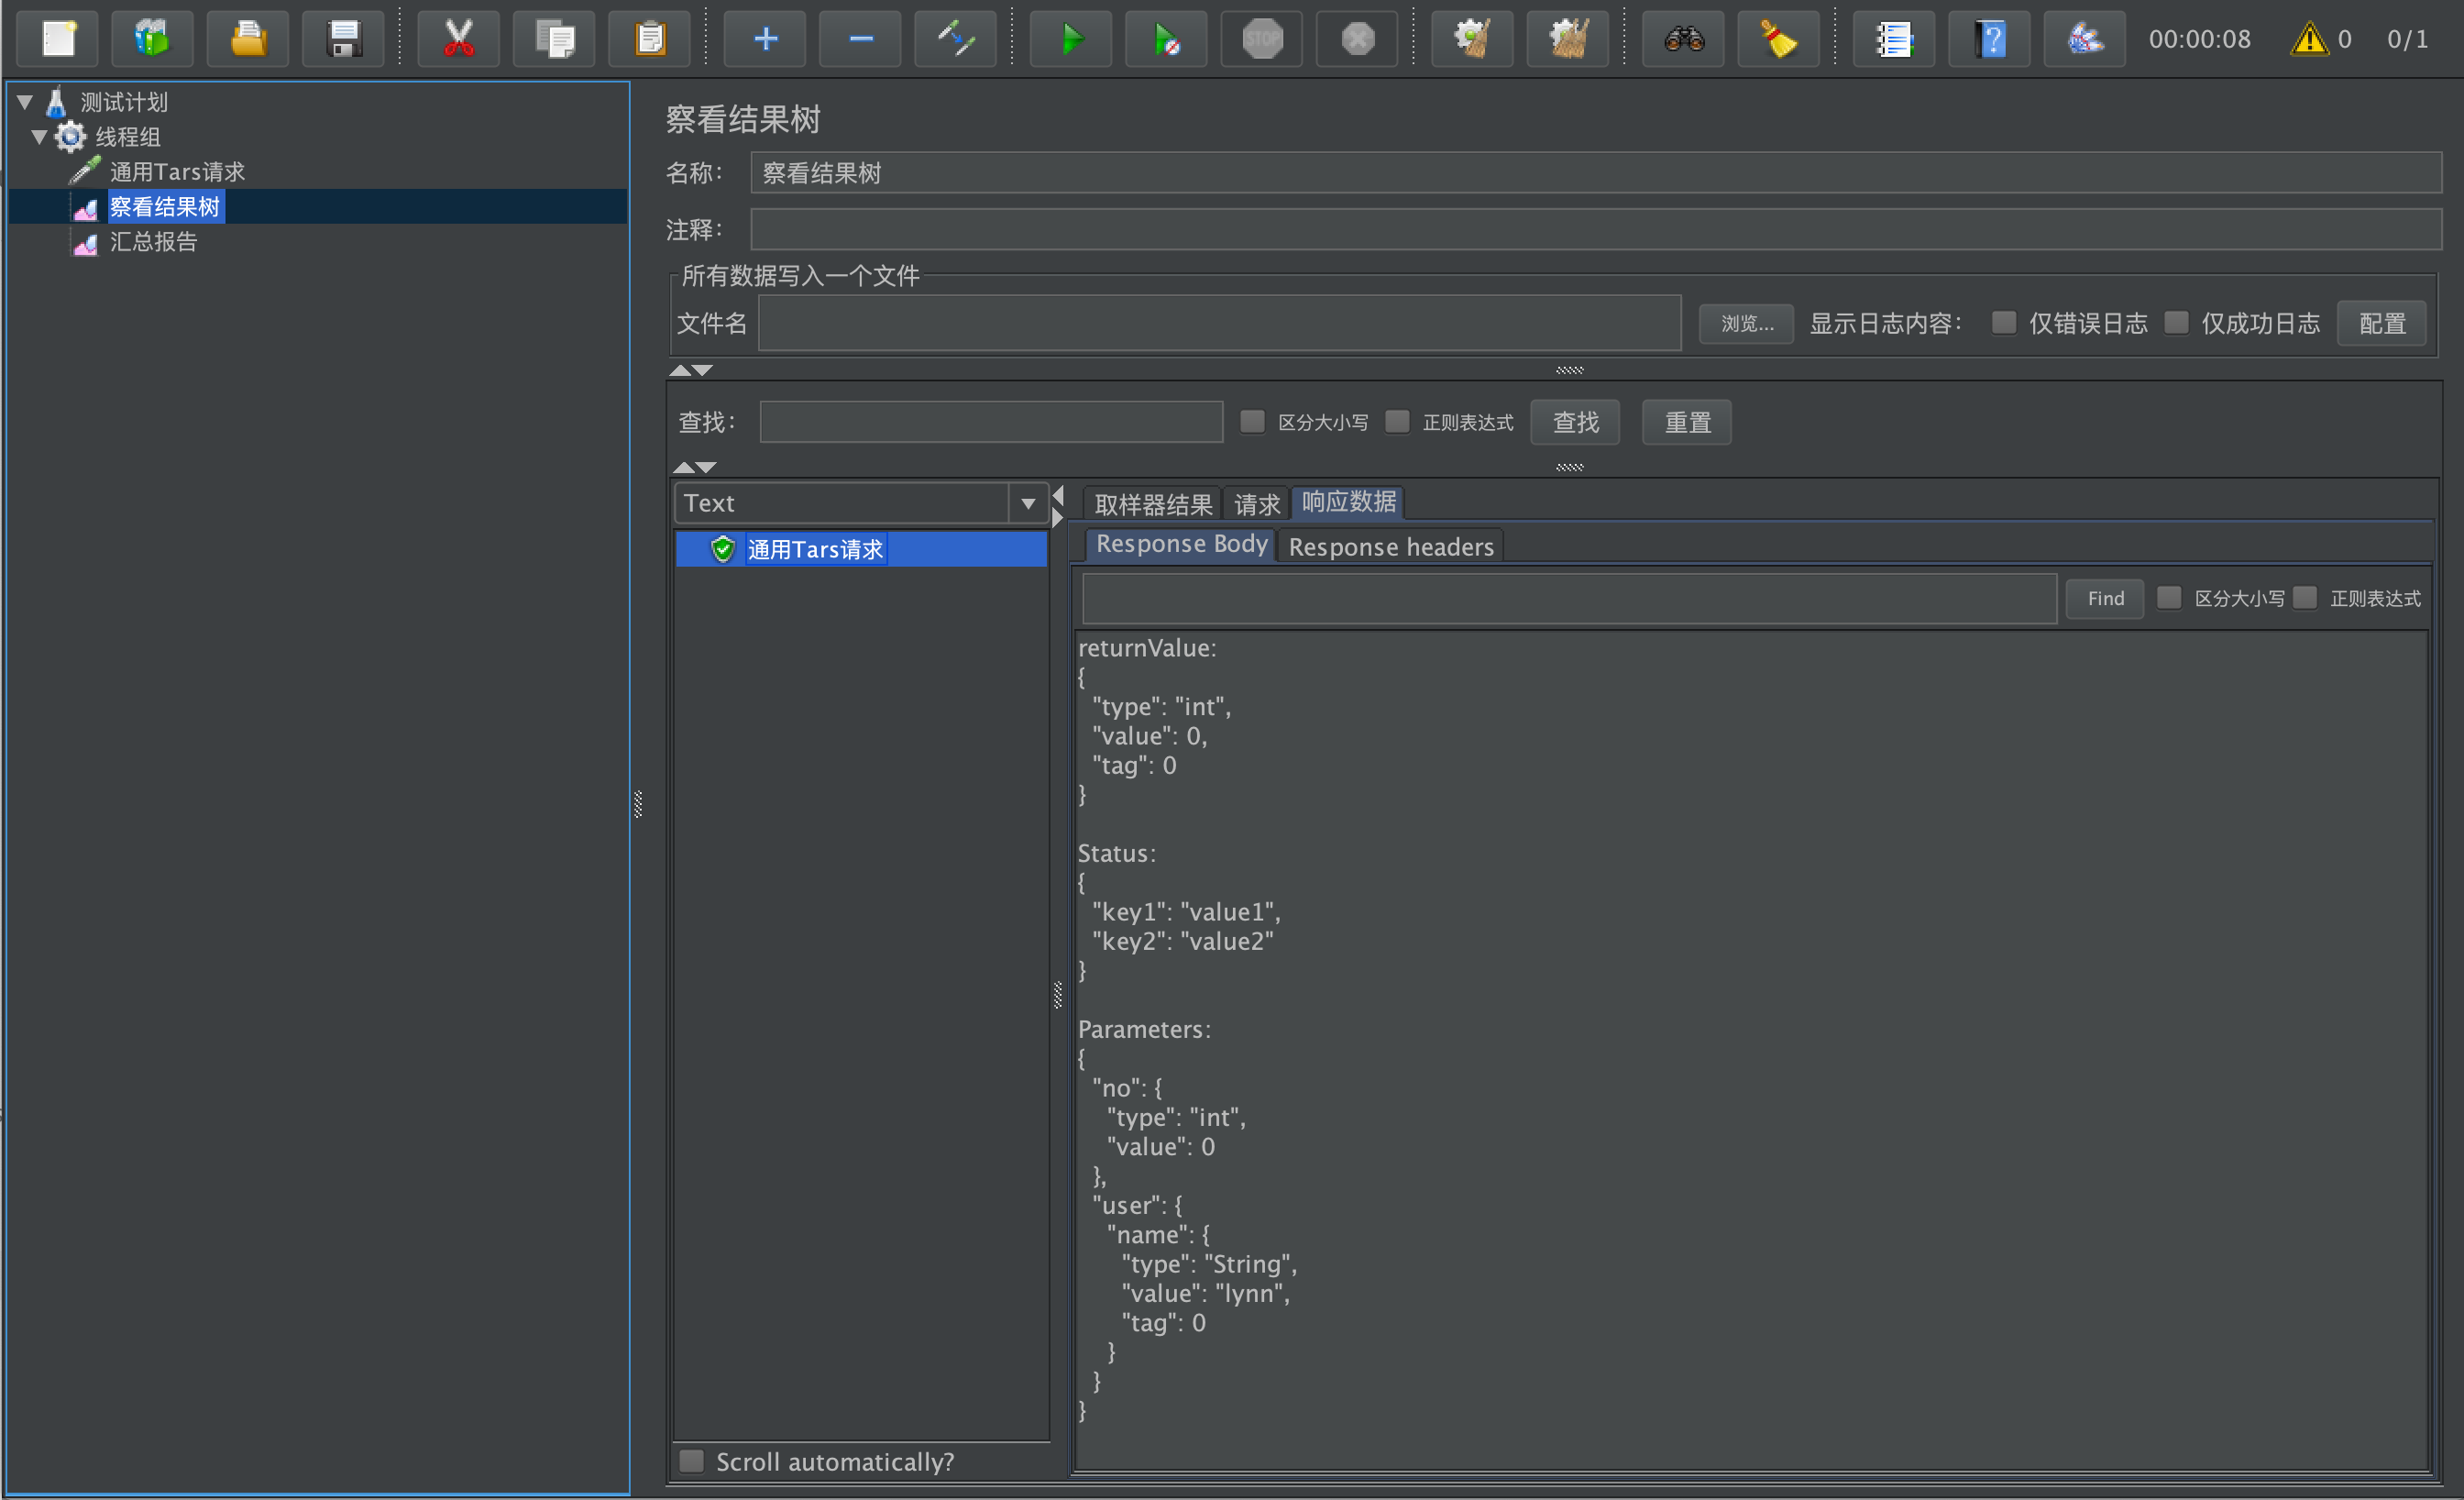 STOP
00:00:08
0
0/1
测试计划
线程组
通用Tars请求
察看结果树
汇总报告
察看结果树
名称：
察看结果树
注释：
所有数据写入一个文件
文件名
浏览...
显示日志内容：
仅错误日志
仅成功日志
配置
查找：
区分大小写
正则表达式
查找
重置
Text
通用Tars请求
Scroll automatically?
取样器结果
请求
响应数据
Response Body
Response headers
Find
区分大小写
正则表达式
returnValue:
{
"type": "int",
"value": 0,
"tag": 0
}
Status:
{
"key1": "value1",
"key2": "value2"
}
Parameters:
{
"no": {
"type": "int",
"value": 0
},
"user": {
"name": {
"type": "String",
"value": "lynn",
"tag": 0
}
}
}